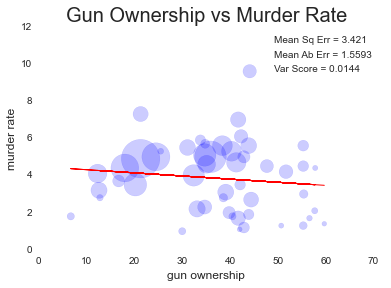 Gun Ownership vs Murder Rate
Mean Sq Err = 3.421
Mean Ab Err = 1.5593
Var Score = 0.0144
murder rate
12
10
8
6
4
2
0
0 10 20 30 40 50 60 70
gun ownership